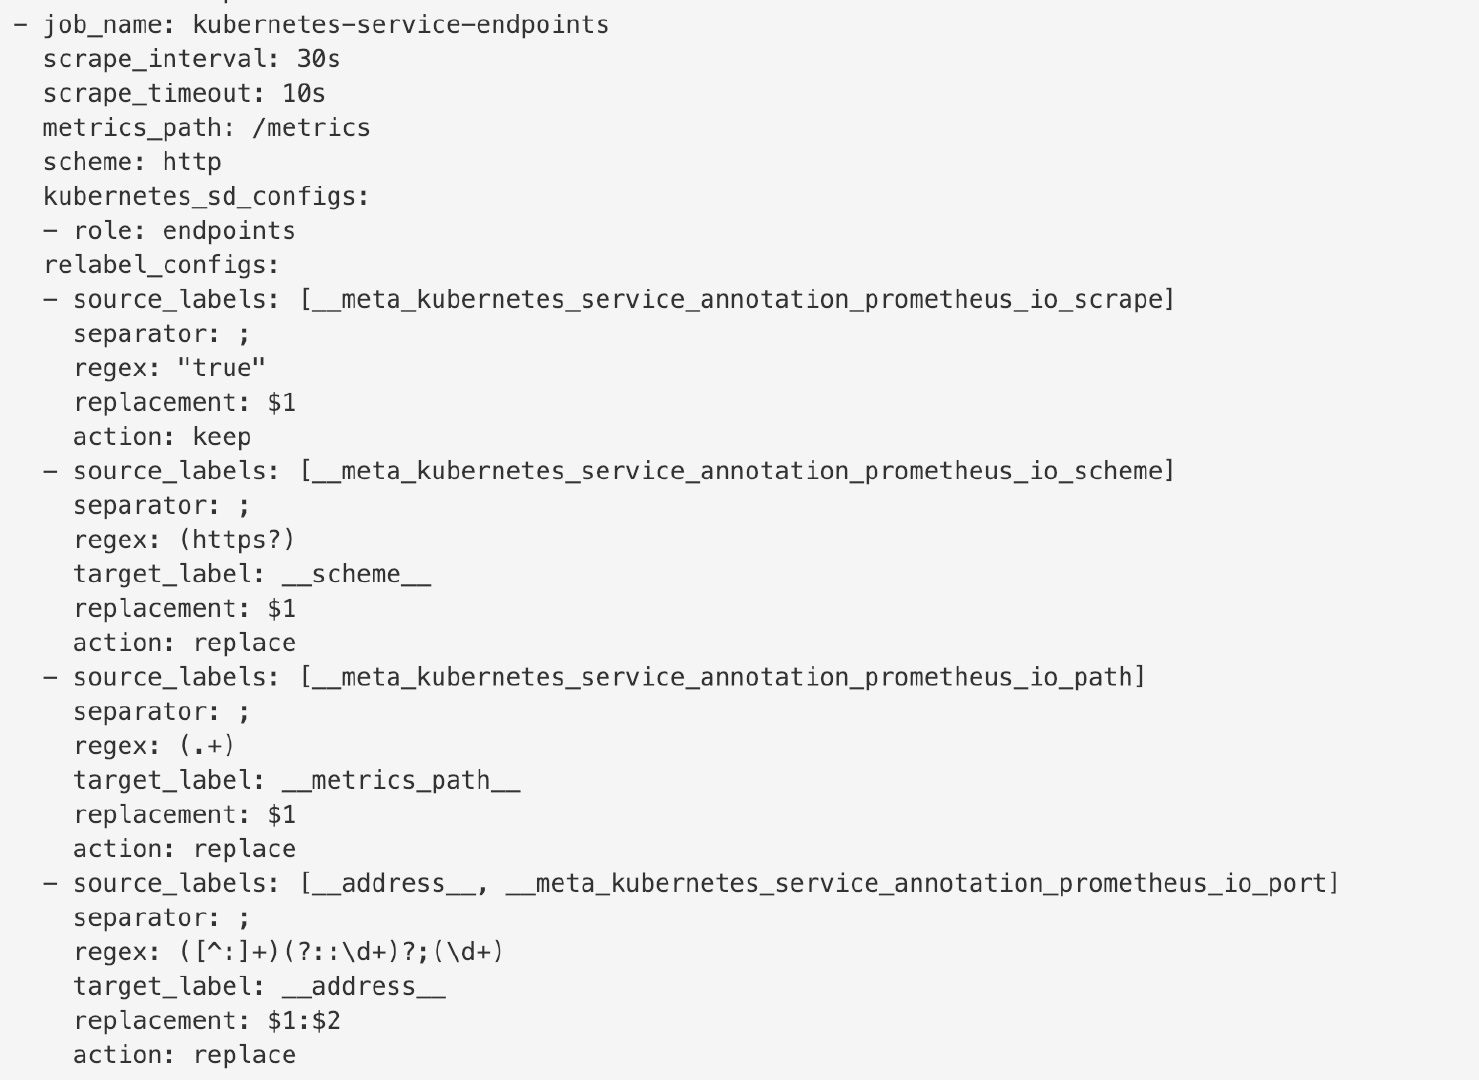 - job_name: kubernetes-service-endpoints
  scrape_interval: 30s
  scrape_timeout: 10s
  metrics_path: /metrics
  scheme: http
  kubernetes_sd_configs:
  - role: endpoints
  relabel_configs:
  - source_labels: [__meta_kubernetes_service_annotation_prometheus_io_scrape]
    separator: ;
    regex: "true"
    replacement: $1
    action: keep
  - source_labels: [__meta_kubernetes_service_annotation_prometheus_io_scheme]
    separator: ;
    regex: (https?)
    target_label: __scheme__
    replacement: $1
    action: replace
  - source_labels: [__meta_kubernetes_service_annotation_prometheus_io_path]
    separator: ;
    regex: (.+)
    target_label: __metrics_path__
    replacement: $1
    action: replace
  - source_labels: [__address__, __meta_kubernetes_service_annotation_prometheus_io_port]
    separator: ;
    regex: ([^:]+)(?::\d+)?;(\d+)
    target_label: __address__
    replacement: $1:$2
    action: replace